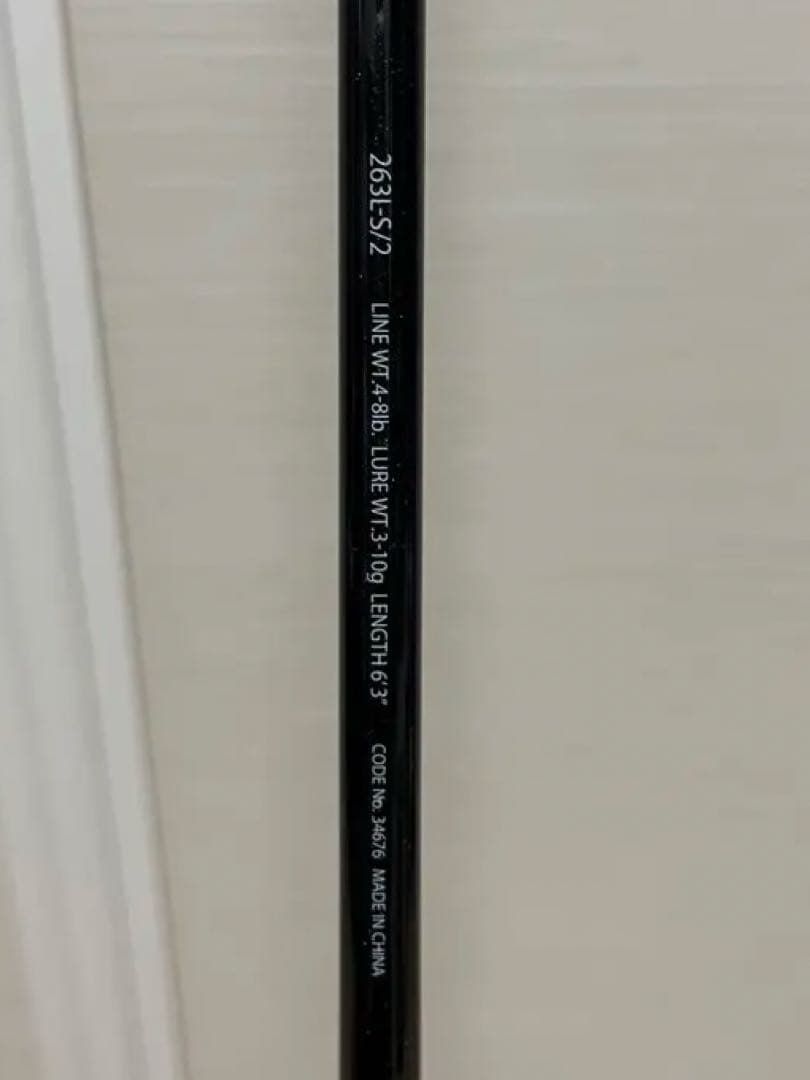 263L-S/2 LINE WT.4-8lb. LURE WT.3-10g LENGTH 6'3" CODE No. 34676 MADE IN CHINA